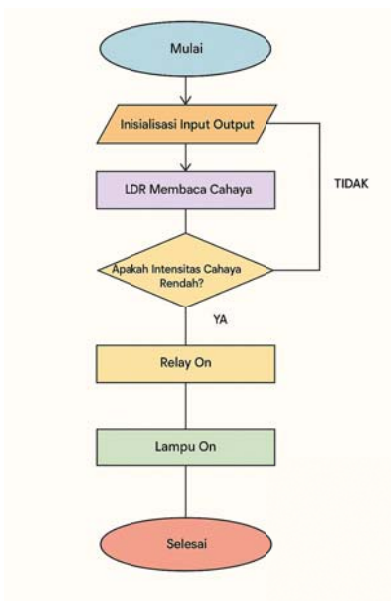 Mulai
Inisialisasi Input Output
LDR Membaca Cahaya
TIDAK
Apakah Intensitas Cahaya
Rendah?
YA
Relay On
Lampu On
Selesai